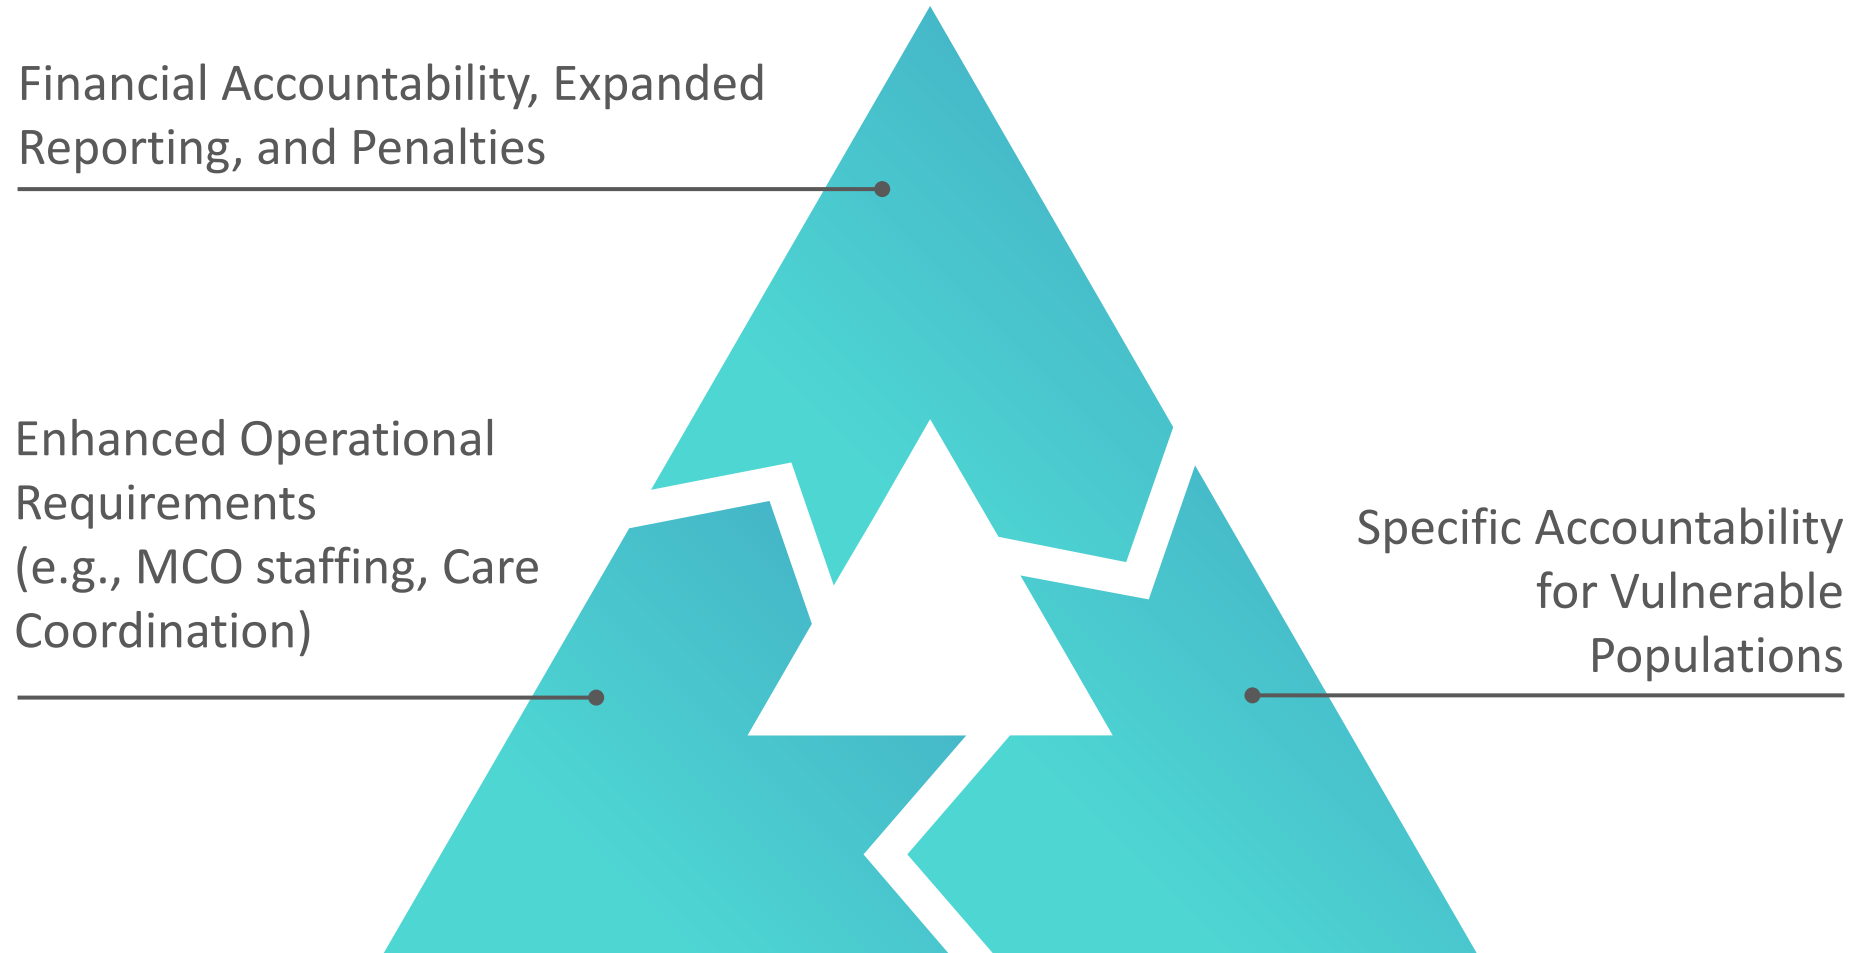 Financial Accountability, Expanded
Reporting, and Penalties
Enhanced Operational
Requirements
(e.g., MCO staffing, Care
Coordination)
Specific Accountability
for Vulnerable
Populations